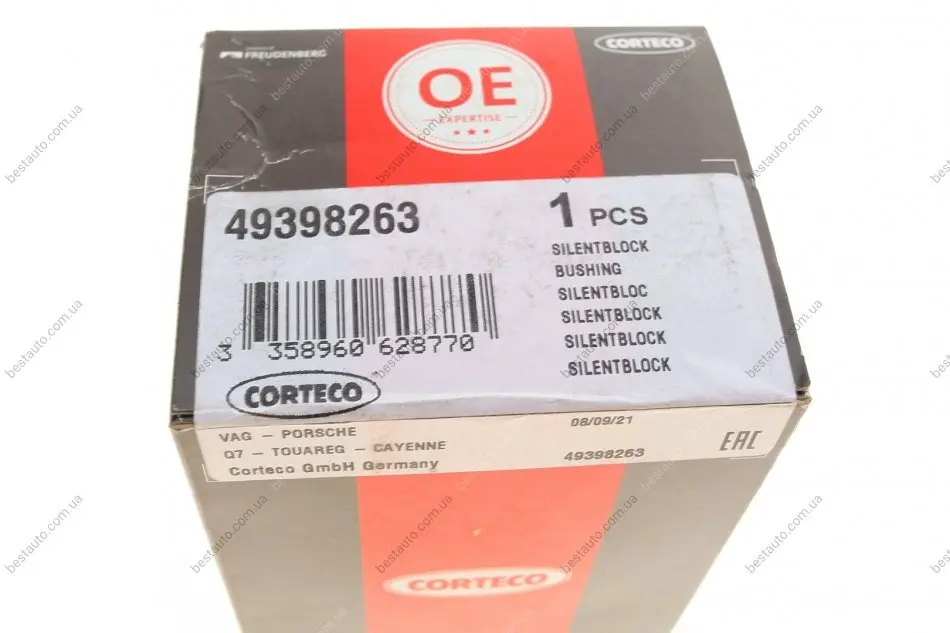 FREUDENBERG
CORTECO
OE
EXPERTISE
49398263
1 PCS
SILENTBLOCK
BUSHING
SILENTBLOC
SILENTBLOCK
SILENTBLOCK
SILENTBLOCK
3 358960 628770
CORTECO
VAG - PORSCHE
Q7 - TOUAREG - CAYENNE
Corteco GmbH Germany
08/09/21
49398263
EAC
CORTECO
bestauto.com.ua